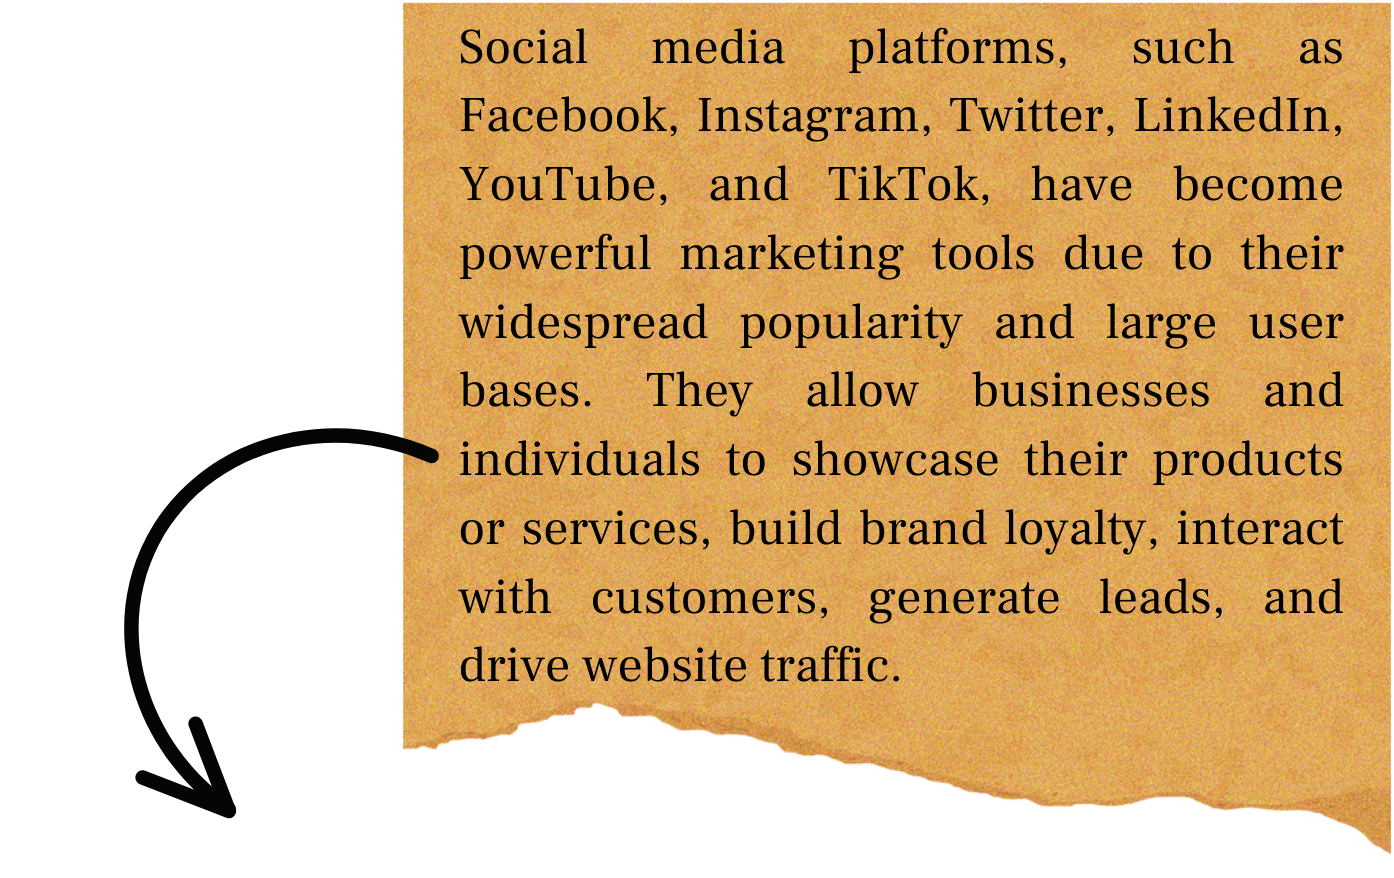 Social media platforms, such as
Facebook, Instagram, Twitter, LinkedIn,
YouTube, and TikTok, have become
powerful marketing tools due to their
widespread popularity and large user
bases. They allow businesses and
individuals to showcase their products
or services, build brand loyalty, interact
with customers, generate leads, and
drive website traffic.